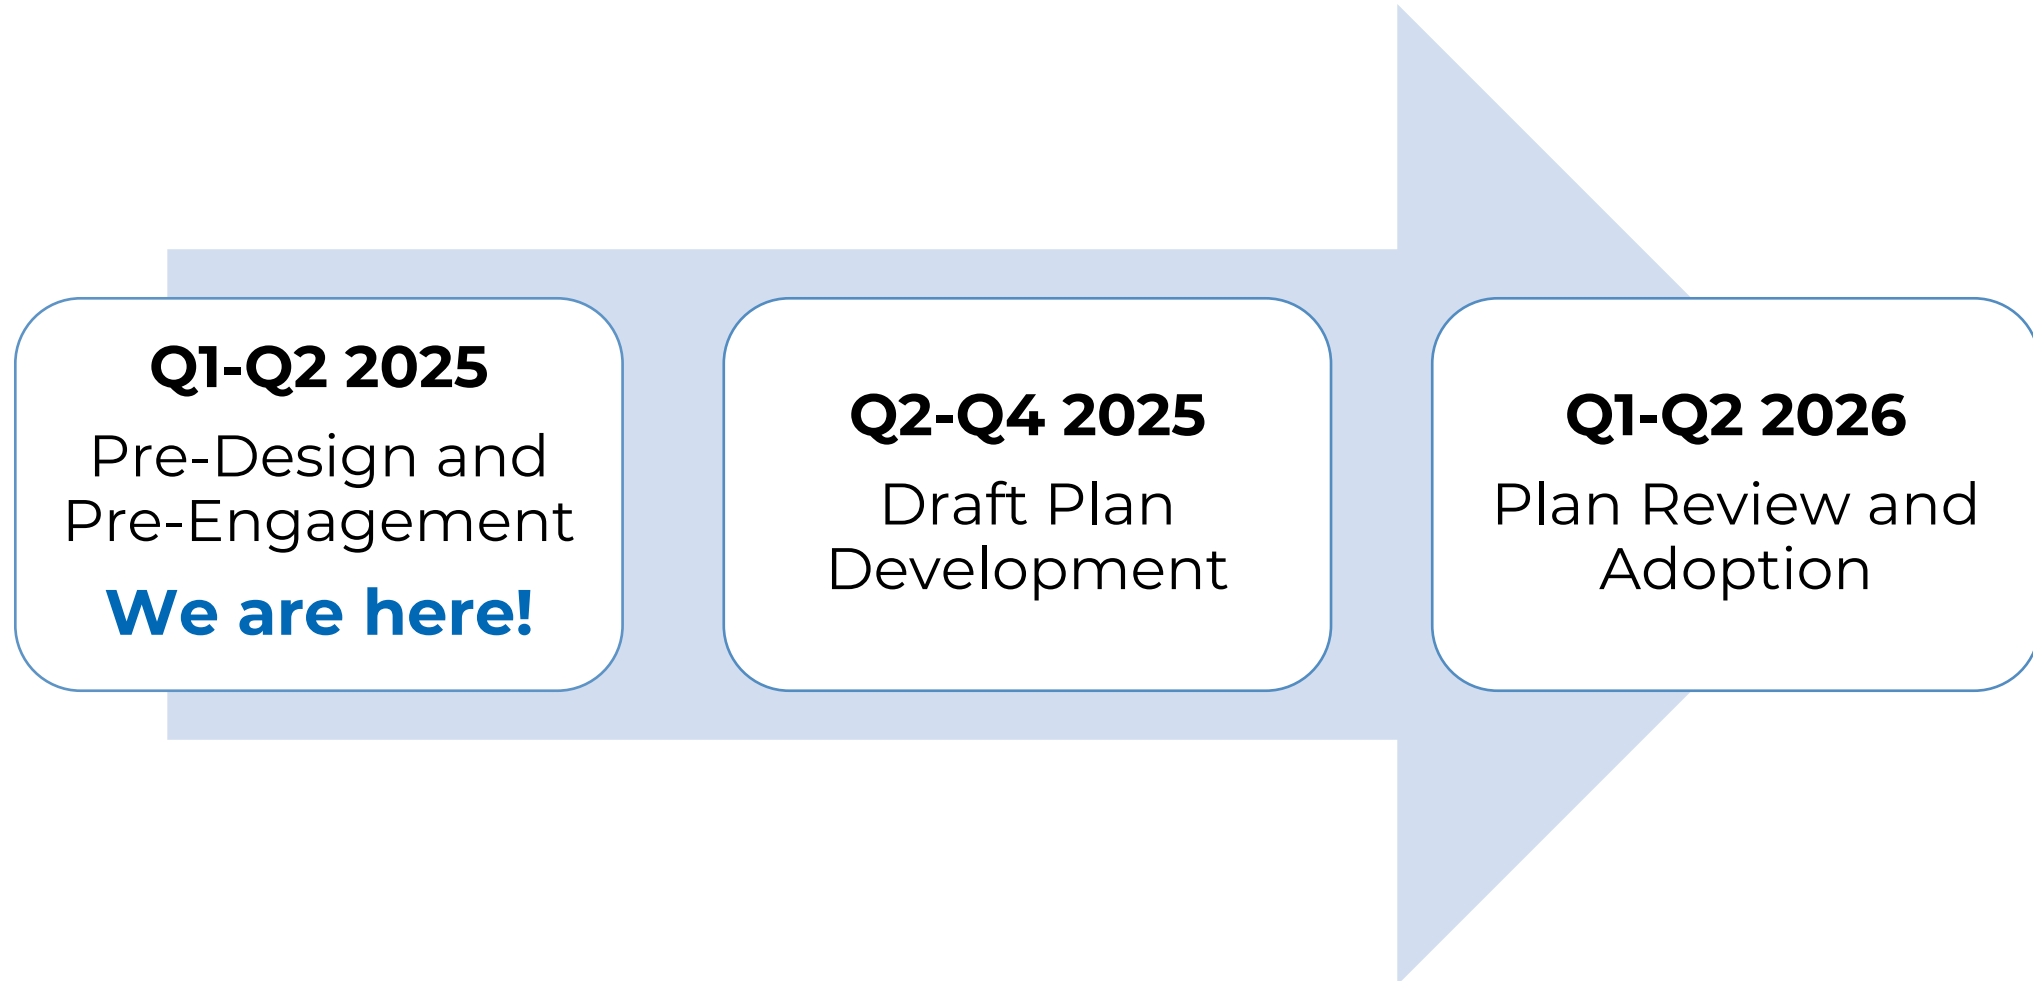 Q1-Q2 2025
Pre-Design and
Pre-Engagement
We are here!
Q2-Q4 2025
Draft Plan
Development
Q1-Q2 2026
Plan Review and
Adoption